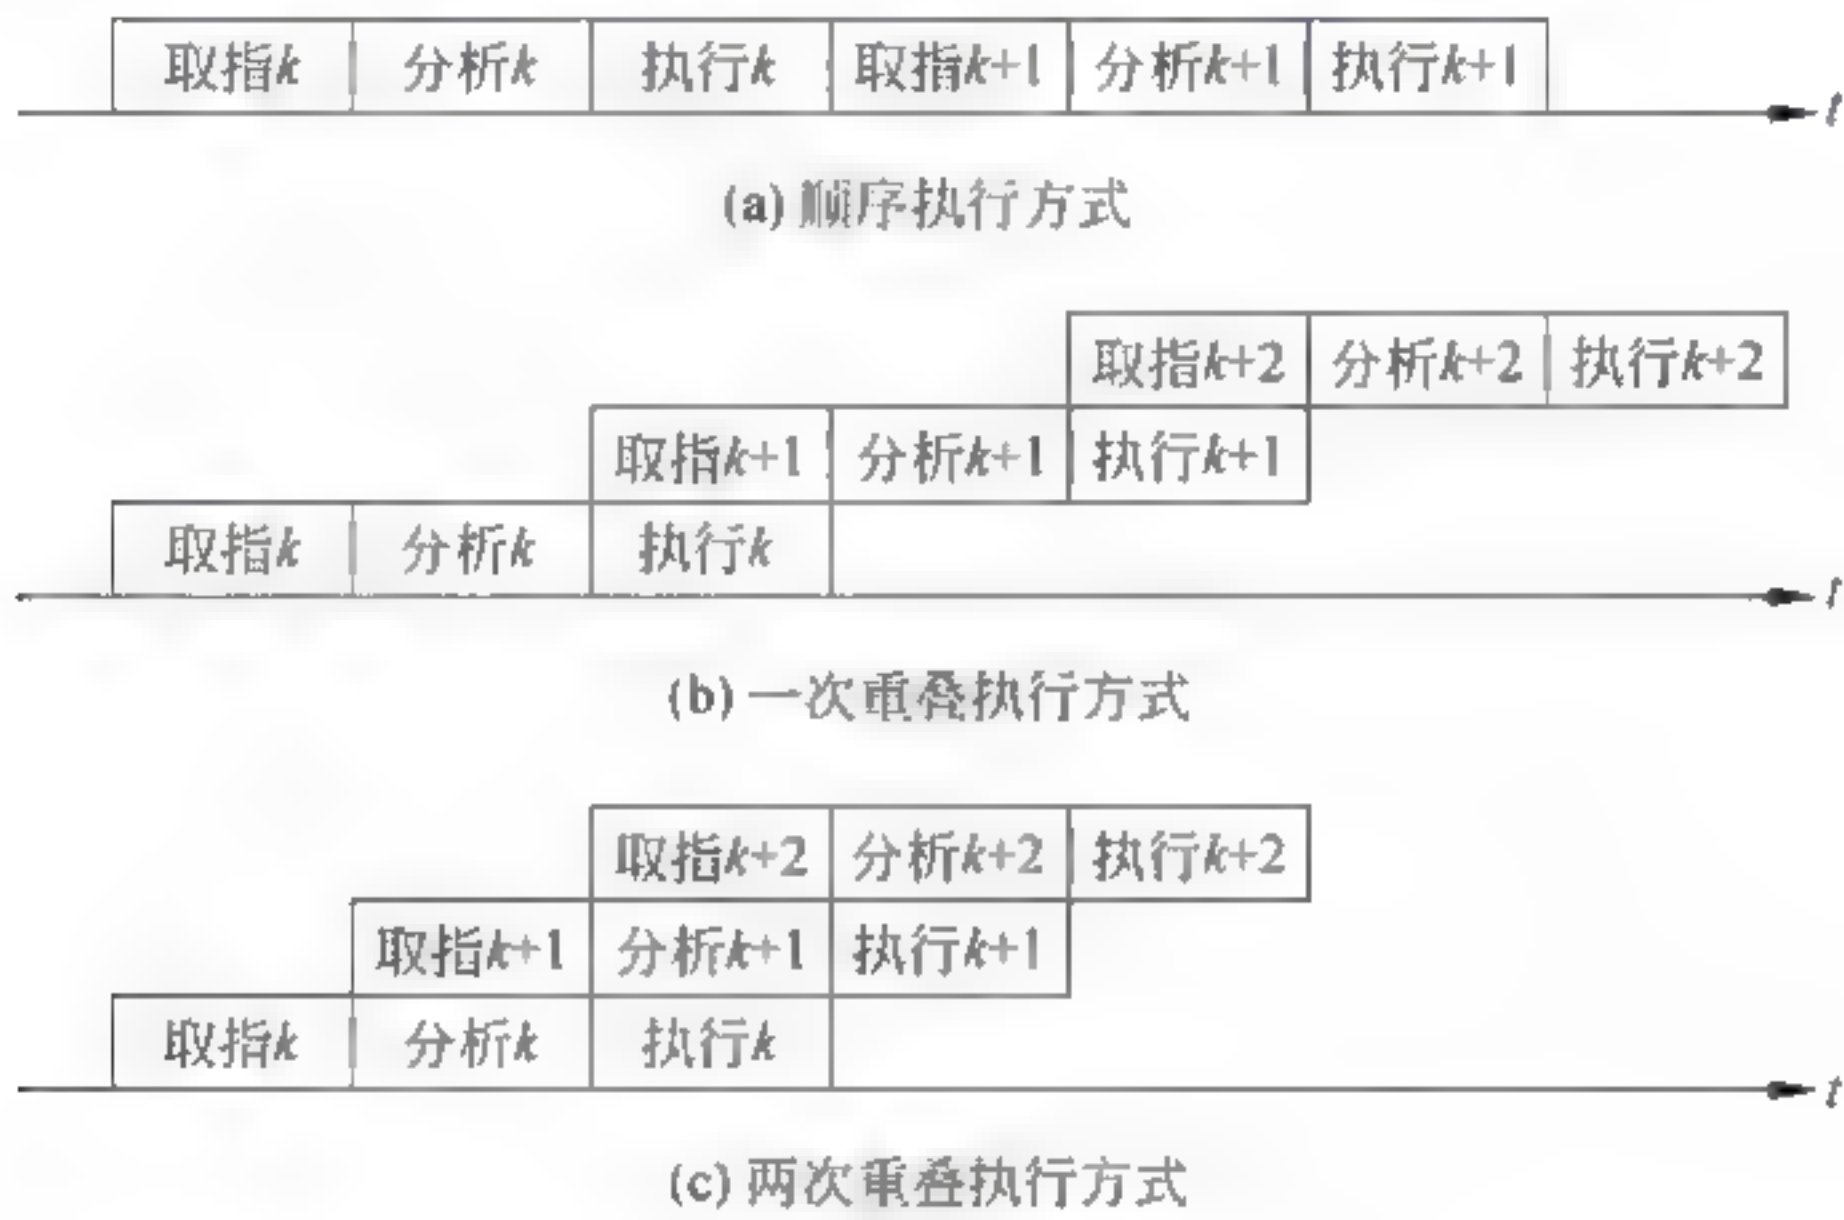 取指k 分析k 执行k 取指k+1 分析k+1 执行k+1
t
(a) 顺序执行方式
取指k+2 分析k+2 执行k+2
取指k+1 分析k+1 执行k+1
取指k 分析k 执行k
t
(b) 一次重叠执行方式
取指k+2 分析k+2 执行k+2
取指k+1 分析k+1 执行k+1
取指k 分析k 执行k
t
(c) 两次重叠执行方式